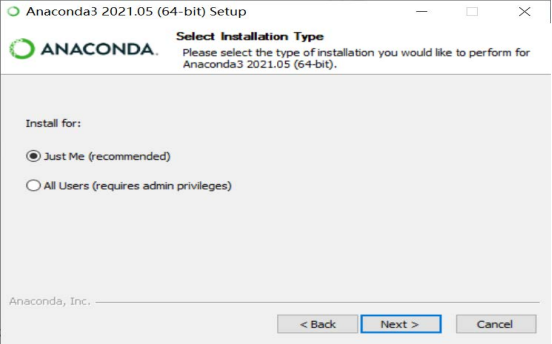 Anaconda3 2021.05 (64-bit) Setup
ANACONDA.
Select Installation Type
Please select the type of installation you would like to perform for
Anaconda3 2021.05 (64-bit).
Install for:
Just Me (recommended)
All Users (requires admin privileges)
Anaconda, Inc.
< Back
Next >
Cancel